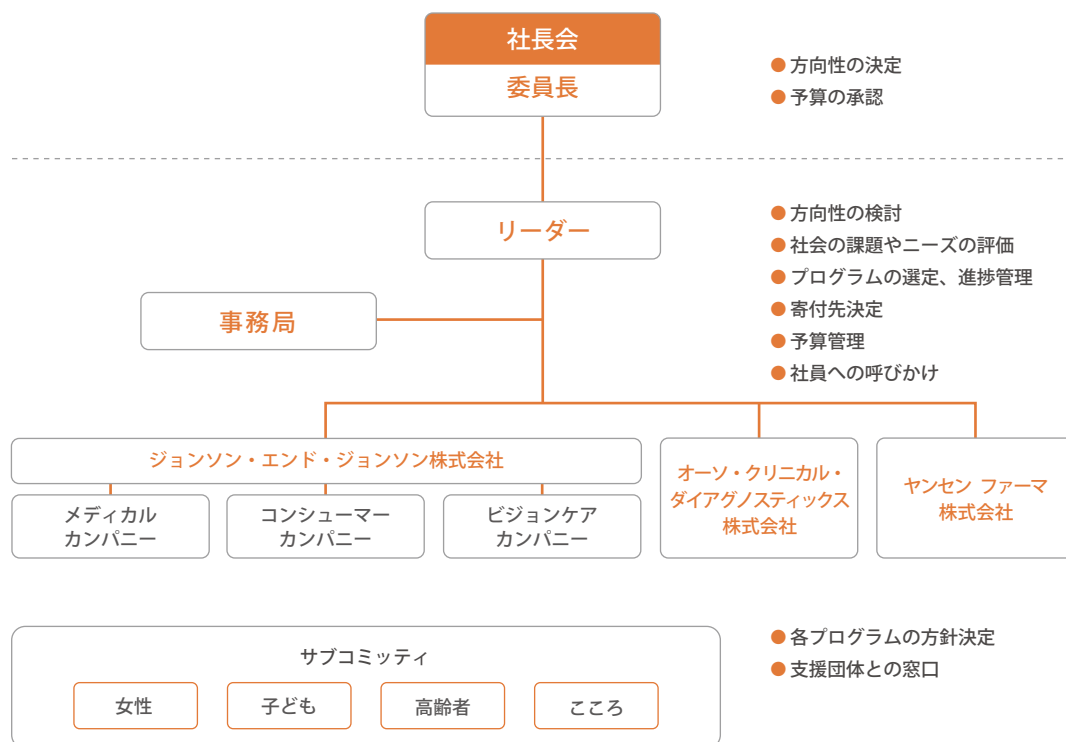 社長会
委員長
● 方向性の決定
● 予算の承認
リーダー
● 方向性の検討
● 社会の課題やニーズの評価
● プログラムの選定、進捗管理
● 寄付先決定
● 予算管理
● 社員への呼びかけ
事務局
ジョンソン・エンド・ジョンソン株式会社
メディカル
カンパニー
コンシューマー
カンパニー
ビジョンケア
カンパニー
オーソ・クリニカル・
ダイアグノスティックス
株式会社
ヤンセン ファーマ
株式会社
サブコミッティ
女性
子ども
高齢者
こころ
● 各プログラムの方針決定
● 支援団体との窓口